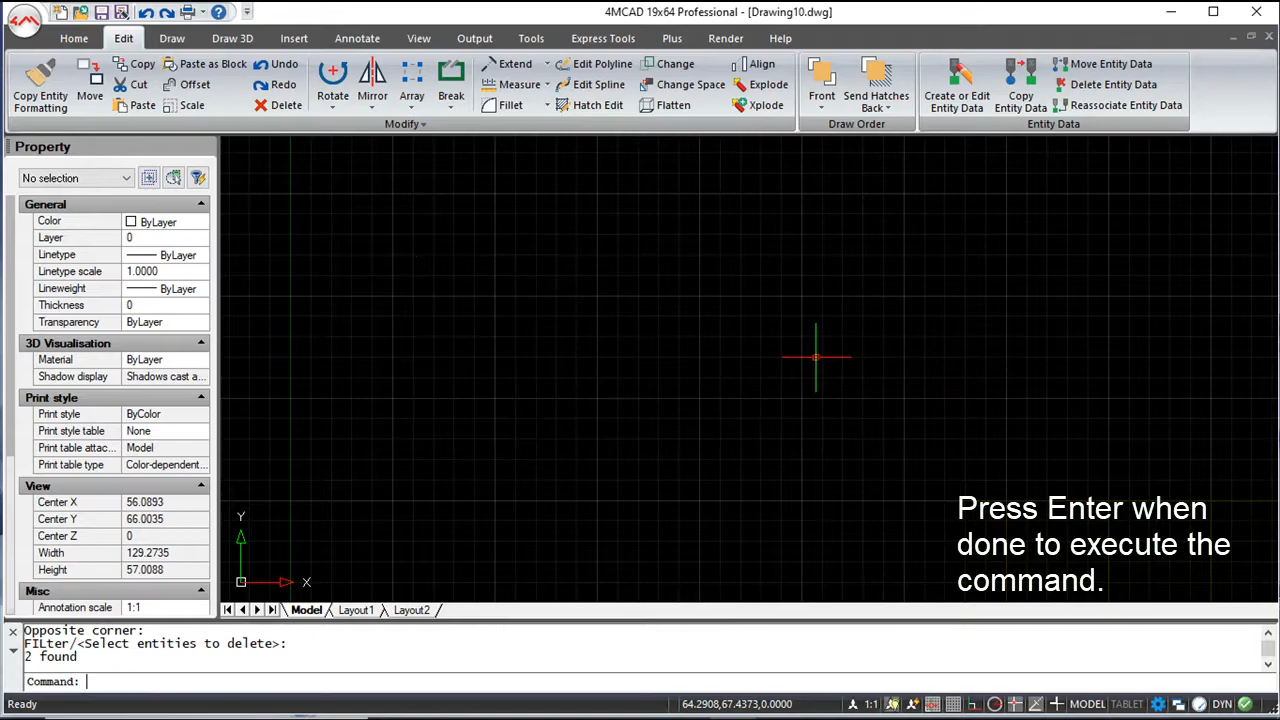 4MCAD 19x64 Professional - [Drawing10.dwg]
Home Edit Draw Draw 3D Insert Annotate View Tools Output Express Tools Plus Render Help
Copy Entity Formatting
Move
Copy
Cut
Paste
Paste as Block
Offset
Scale
Undo
Redo
Delete
Rotate
Mirror
Array
Break
Extend
Measure
Fillet
Edit Polyline
Edit Spline
Hatch Edit
Change
Change Space
Flatten
Align
Explode
Xplode
Modify
Front
Send Hatches Back
Draw Order
Create or Edit Entity Data
Copy Entity Data
Move Entity Data
Delete Entity Data
Reassociate Entity Data
Entity Data
Property
No selection
General
Color ByLayer
Layer 0
Linetype ByLayer
Linetype scale 1.0000
Lineweight ByLayer
Thickness 0
Transparency ByLayer
3D Visualisation
Material ByLayer
Shadow display Shadows cast a...
Print style
Print style ByColor
Print style table None
Print table attac... Model
Print table type Color-dependent...
View
Center X 56.0893
Center Y 66.0035
Center Z 0
Width 129.2735
Height 57.0088
Misc
Annotation scale 1:1
Y
X
Press Enter when
done to execute the
command.
Model Layout1 Layout2
Opposite corner:
FILter/<Select entities to delete>:
2 found
Command:
Ready 64.2908,67.4373,0.0000 1:1 MODEL TABLET DYN